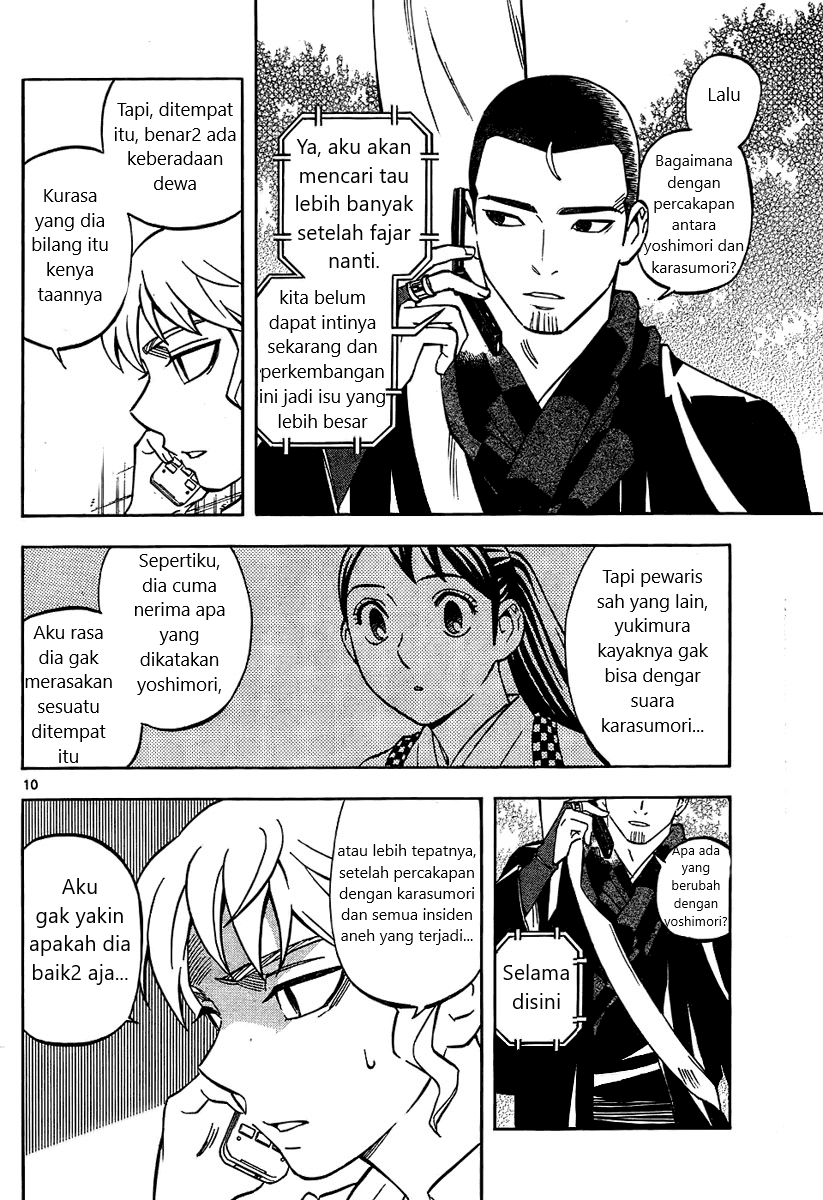 Lalu
Bagaimana
dengan
percakapan
antara
yoshimori dan
karasumori?
Ya, aku akan
mencari tau
lebih banyak
setelah fajar
nanti.
kita belum
dapat intinya
sekarang dan
perkembangan
ini jadi isu yang
lebih besar
Tapi, ditempat
itu, benar2 ada
keberadaan
dewa
Kurasa
yang dia
bilang itu
kenya
taannya
Tapi pewaris
sah yang lain,
yukimura
kayaknya gak
bisa dengar
suara
karasumori...
Sepertiku,
dia cuma
nerima apa
yang
dikatakan
yoshimori,
Aku rasa
dia gak
merasakan
sesuatu
ditempat
itu
10
Apa ada
yang
berubah
dengan
yoshimori?
Selama
disini
atau lebih tepatnya,
setelah percakapan
dengan karasumori
dan semua insiden
aneh yang terjadi...
Aku
gak yakin
apakah dia
baik2 aja...